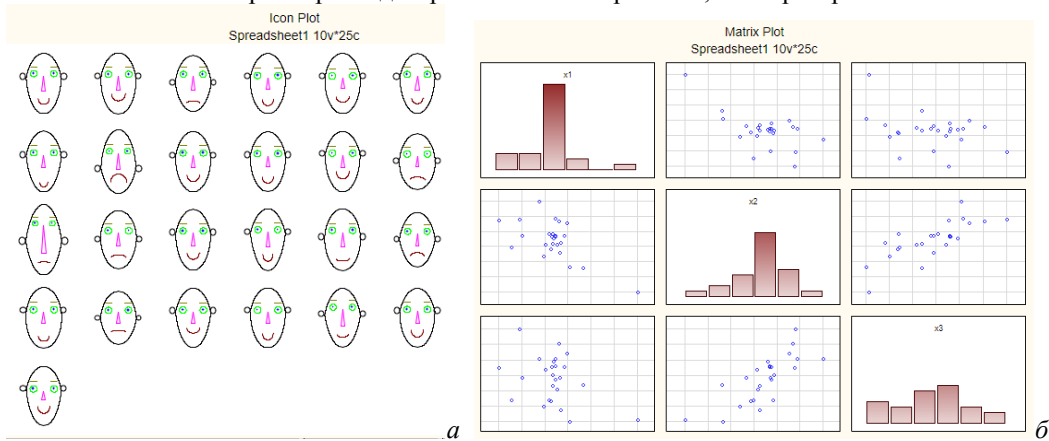 Icon Plot
Spreadsheet1 10v*25c
а
Matrix Plot
Spreadsheet1 10v*25c
x1
x2
x3
б